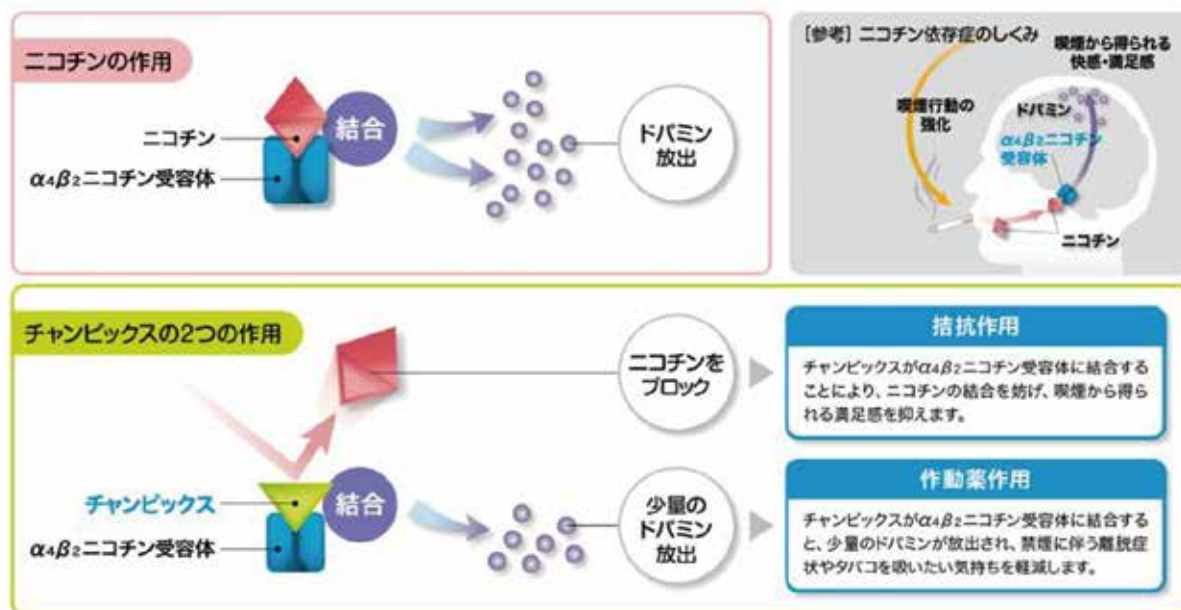 ニコチンの作用
ニコチン
α4β2ニコチン受容体
結合
ドパミン
放出
[参考] ニコチン依存症のしくみ
喫煙から得られる
快感・満足感
喫煙行動の
強化
ドパミン
α4β2ニコチン
受容体
ニコチン
チャンピックスの2つの作用
ニコチンを
ブロック
拮抗作用
チャンピックスがα4β2ニコチン受容体に結合する
ことにより、ニコチンの結合を妨げ、喫煙から得ら
れる満足感を抑えます。
チャンピックス
α4β2ニコチン受容体
結合
少量の
ドパミン
放出
作動薬作用
チャンピックスがα4β2ニコチン受容体に結合する
と、少量のドパミンが放出され、禁煙に伴う離脱症
状やタバコを吸いたい気持ちを軽減します。